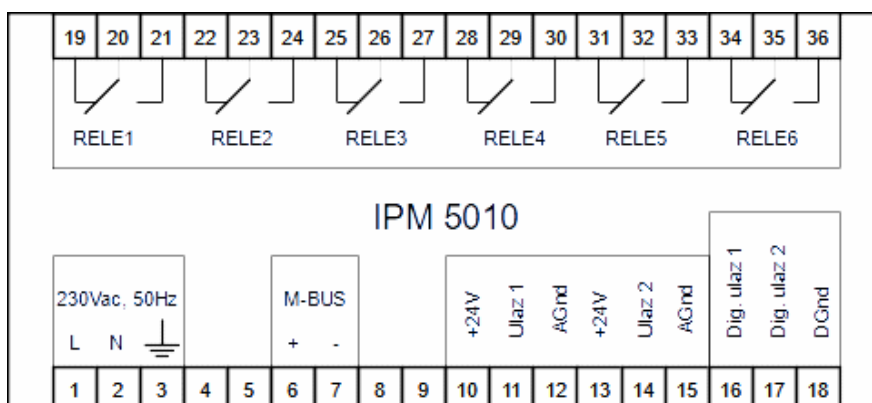 19 20 21 22 23 24 25 26 27 28 29 30 31 32 33 34 35 36
RELE1 RELE2 RELE3 RELE4 RELE5 RELE6
IPM 5010
230Vac, 50Hz
L N
M-BUS
+ -
+24V
Ulaz 1
AGnd
+24V
Ulaz 2
AGnd
Dig. ulaz 1
Dig. ulaz 2
DGnd
1 2 3 4 5 6 7 8 9 10 11 12 13 14 15 16 17 18